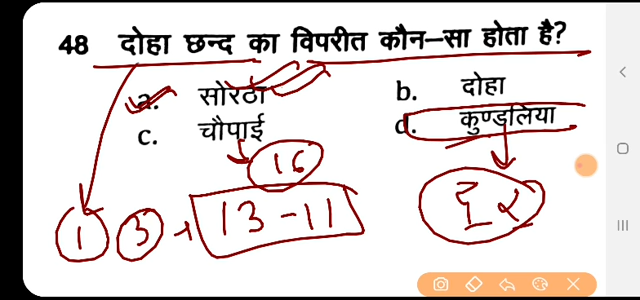 48 दोहा छन्द का विपरीत कौन-सा होता है?
a. सोरठा b. दोहा
c. चौपाई d. कुण्डलिया
16
1 3 + 13-11